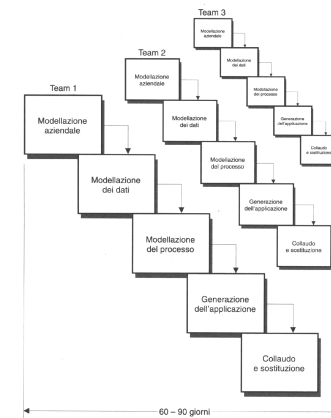 Team 3
Modellazione
aziendale
Modellazione
dei dati
Modellazione
del processo
Generazione
dell'applicazione
Collaudo
e sostituzione
Team 2
Modellazione
aziendale
Modellazione
dei dati
Modellazione
del processo
Generazione
dell'applicazione
Collaudo
e sostituzione
Team 1
Modellazione
aziendale
Modellazione
dei dati
Modellazione
del processo
Generazione
dell'applicazione
Collaudo
e sostituzione
60 – 90 giorni